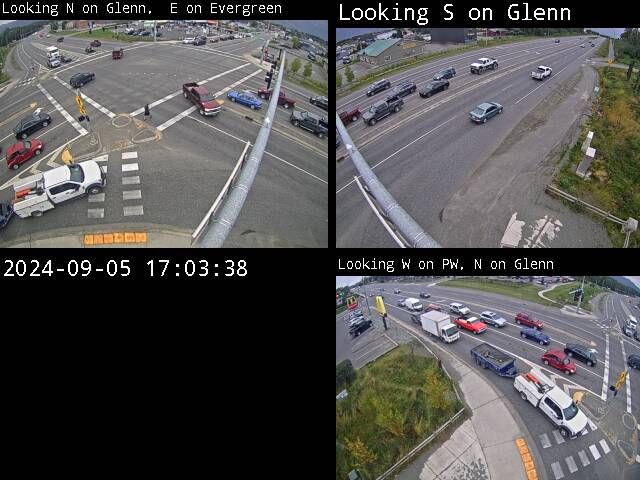 Looking N on Glenn, E on Evergreen
Looking S on Glenn
2024-09-05 17:03:38
Looking W on PW, N on Glenn